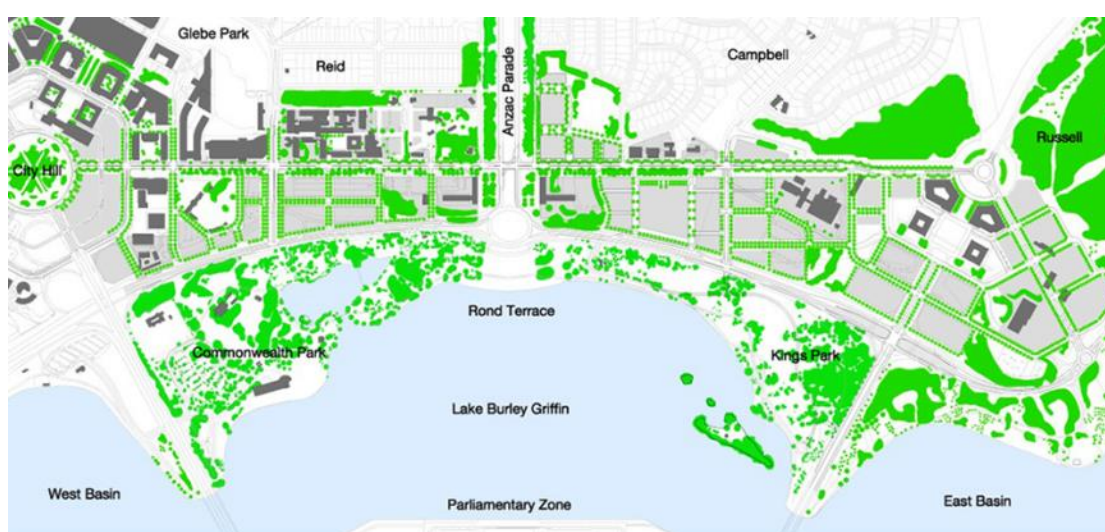 Glebe Park
Reid
Anzac Parade
Campbell
Russell
City Hill
Rond Terrace
Commonwealth Park
Kings Park
Lake Burley Griffin
West Basin
Parliamentary Zone
East Basin